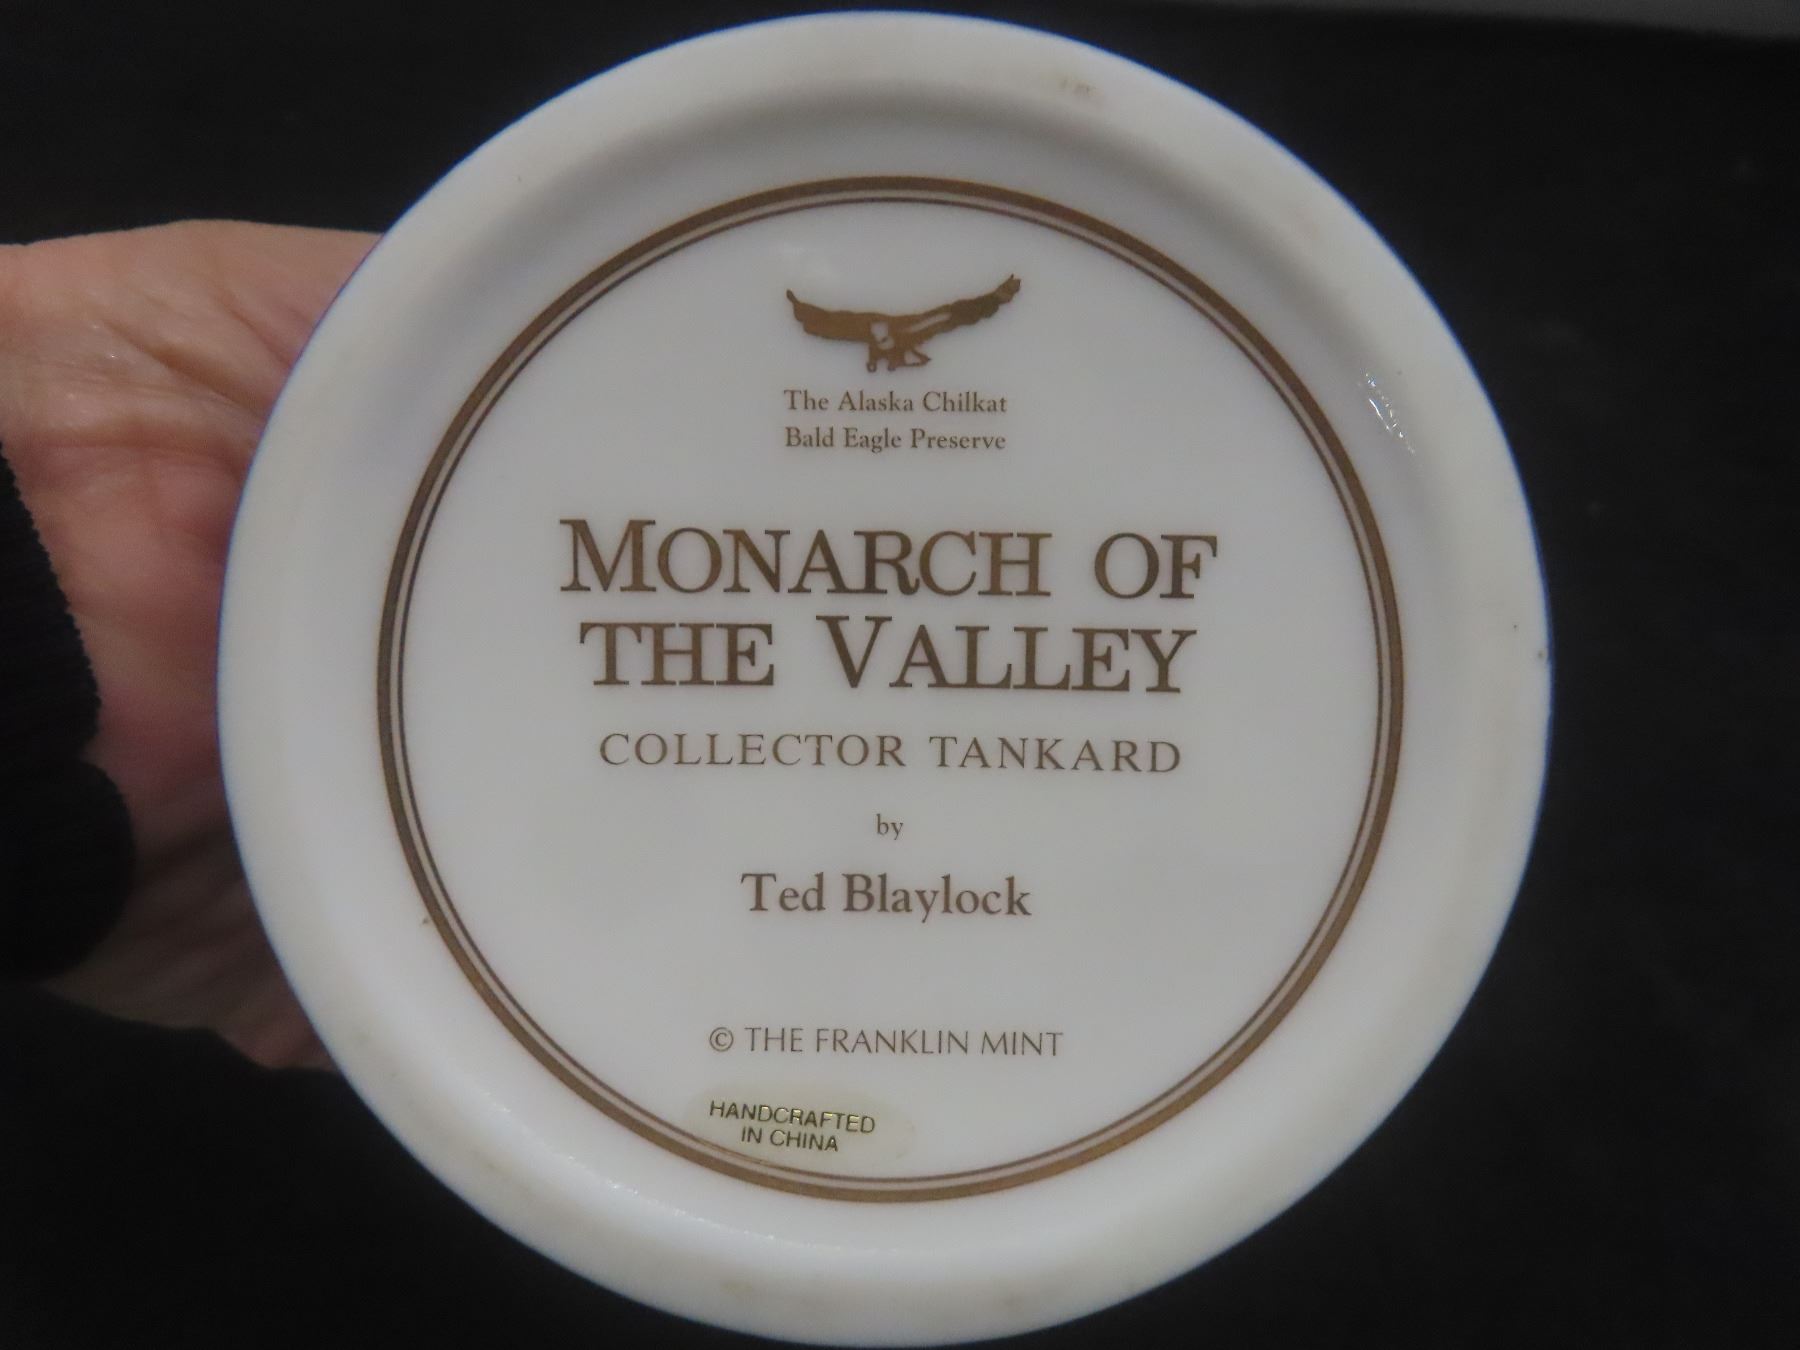 The Alaska Chilkat
Bald Eagle Preserve
MONARCH OF
THE VALLEY
COLLECTOR TANKARD
by
Ted Blaylock
© THE FRANKLIN MINT
HANDCRAFTED
IN CHINA